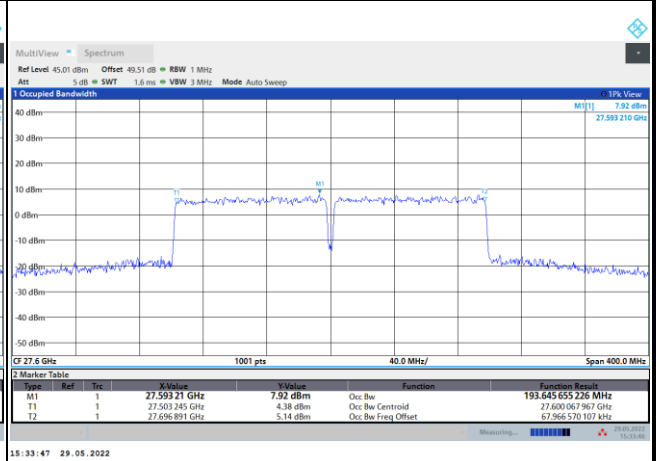 MultiView Spectrum
Ref Level 45.01 dBm Offset 49.51 dB RBW 1 MHz
Att 5 dB SWT 1.6 ms VBW 3 MHz Mode Auto Sweep
1 Occupied Bandwidth 1Pk View
M1[1] 7.92 dBm
27.593 210 GHz
40 dBm
30 dBm
20 dBm
10 dBm
T1 M1 T2
0 dBm
-10 dBm
-20 dBm
-30 dBm
-40 dBm
-50 dBm
CF 27.6 GHz 1001 pts 40.0 MHz/ Span 400.0 MHz
2 Marker Table
Type Ref Trc X-Value Y-Value Function Function Result
M1 1 27.593 21 GHz 7.92 dBm Occ Bw 193.645 655 226 MHz
T1 1 27.503 245 GHz 4.38 dBm Occ Bw Centroid 27.600 067 967 GHz
T2 1 27.696 891 GHz 5.14 dBm Occ Bw Freq Offset 67.966 570 107 kHz
Measuring... 29.05.2022
15:33:46
15:33:47 29.05.2022